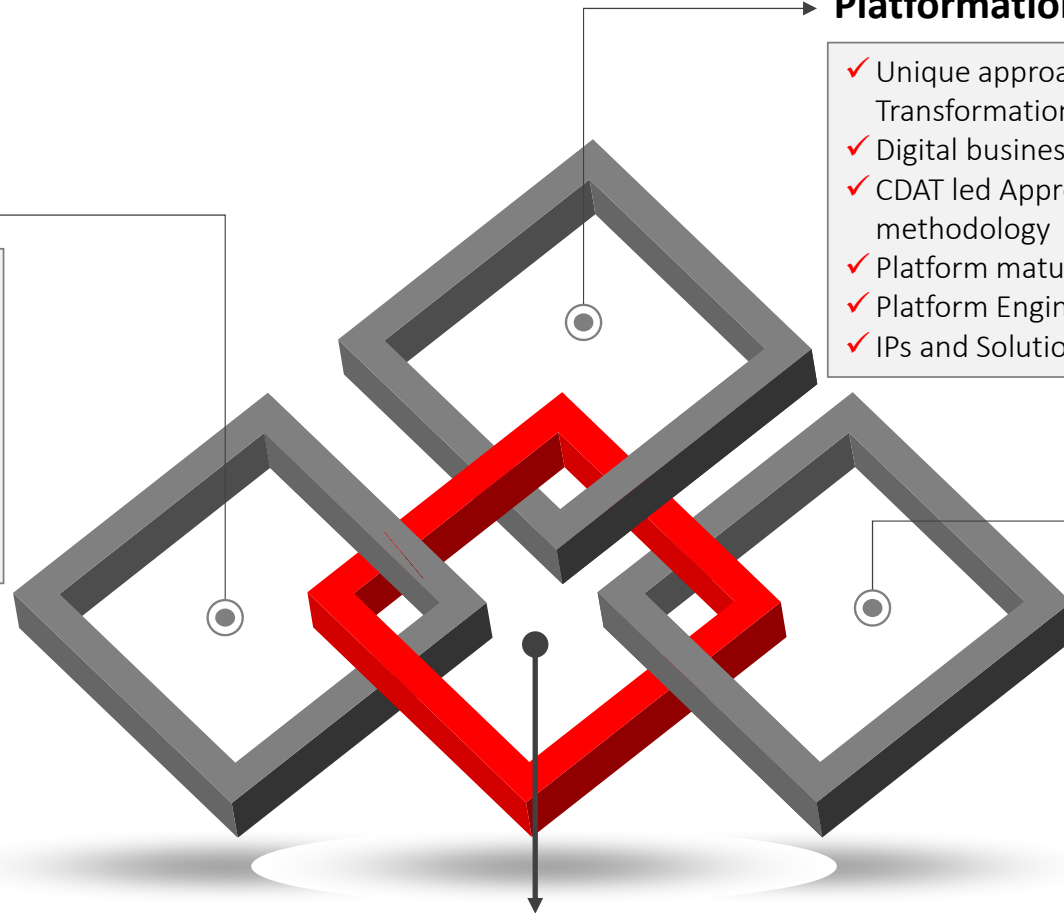 Platformation
✓ Unique approa
Transformation
✓ Digital busines
✓ CDAT led Appr
methodology
✓ Platform matu
✓ Platform Engin
✓ IPs and Solutio